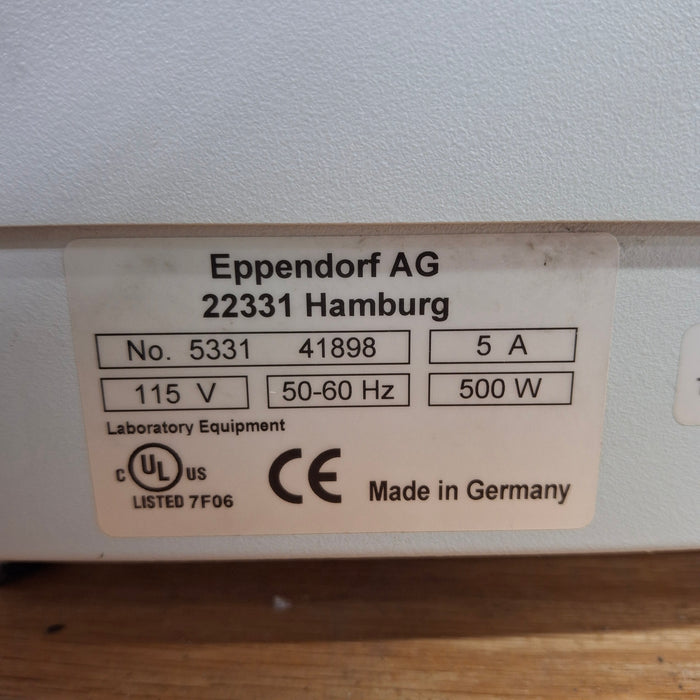 Eppendorf AG
22331 Hamburg
No. 5331 41898 5 A
115 V 50-60 Hz 500 W
Laboratory Equipment
C UL US
LISTED 7F06
CE
Made in Germany